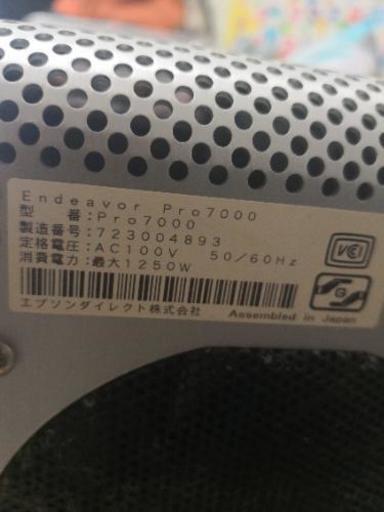 Endeavor Pro7000
型 番:Pro7000
製造番号:723004893
定格電圧:AC100V 50/60Hz
消費電力:最大1250W
エプソンダイレクト株式会社 Assembled in Japan
VCI